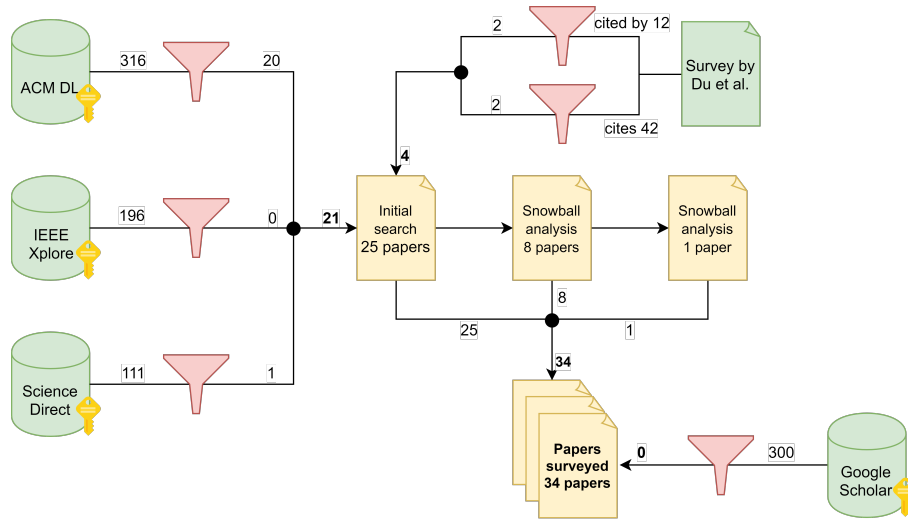 ACM DL
316
20
2
cited by 12
2
cites 42
Survey by
Du et al.
4
IEEE
Xplore
196
0
21
Initial
search
25 papers
Snowball
analysis
8 papers
Snowball
analysis
1 paper
25
8
1
34
Science
Direct
111
1
Papers
surveyed
34 papers
0
300
Google
Scholar